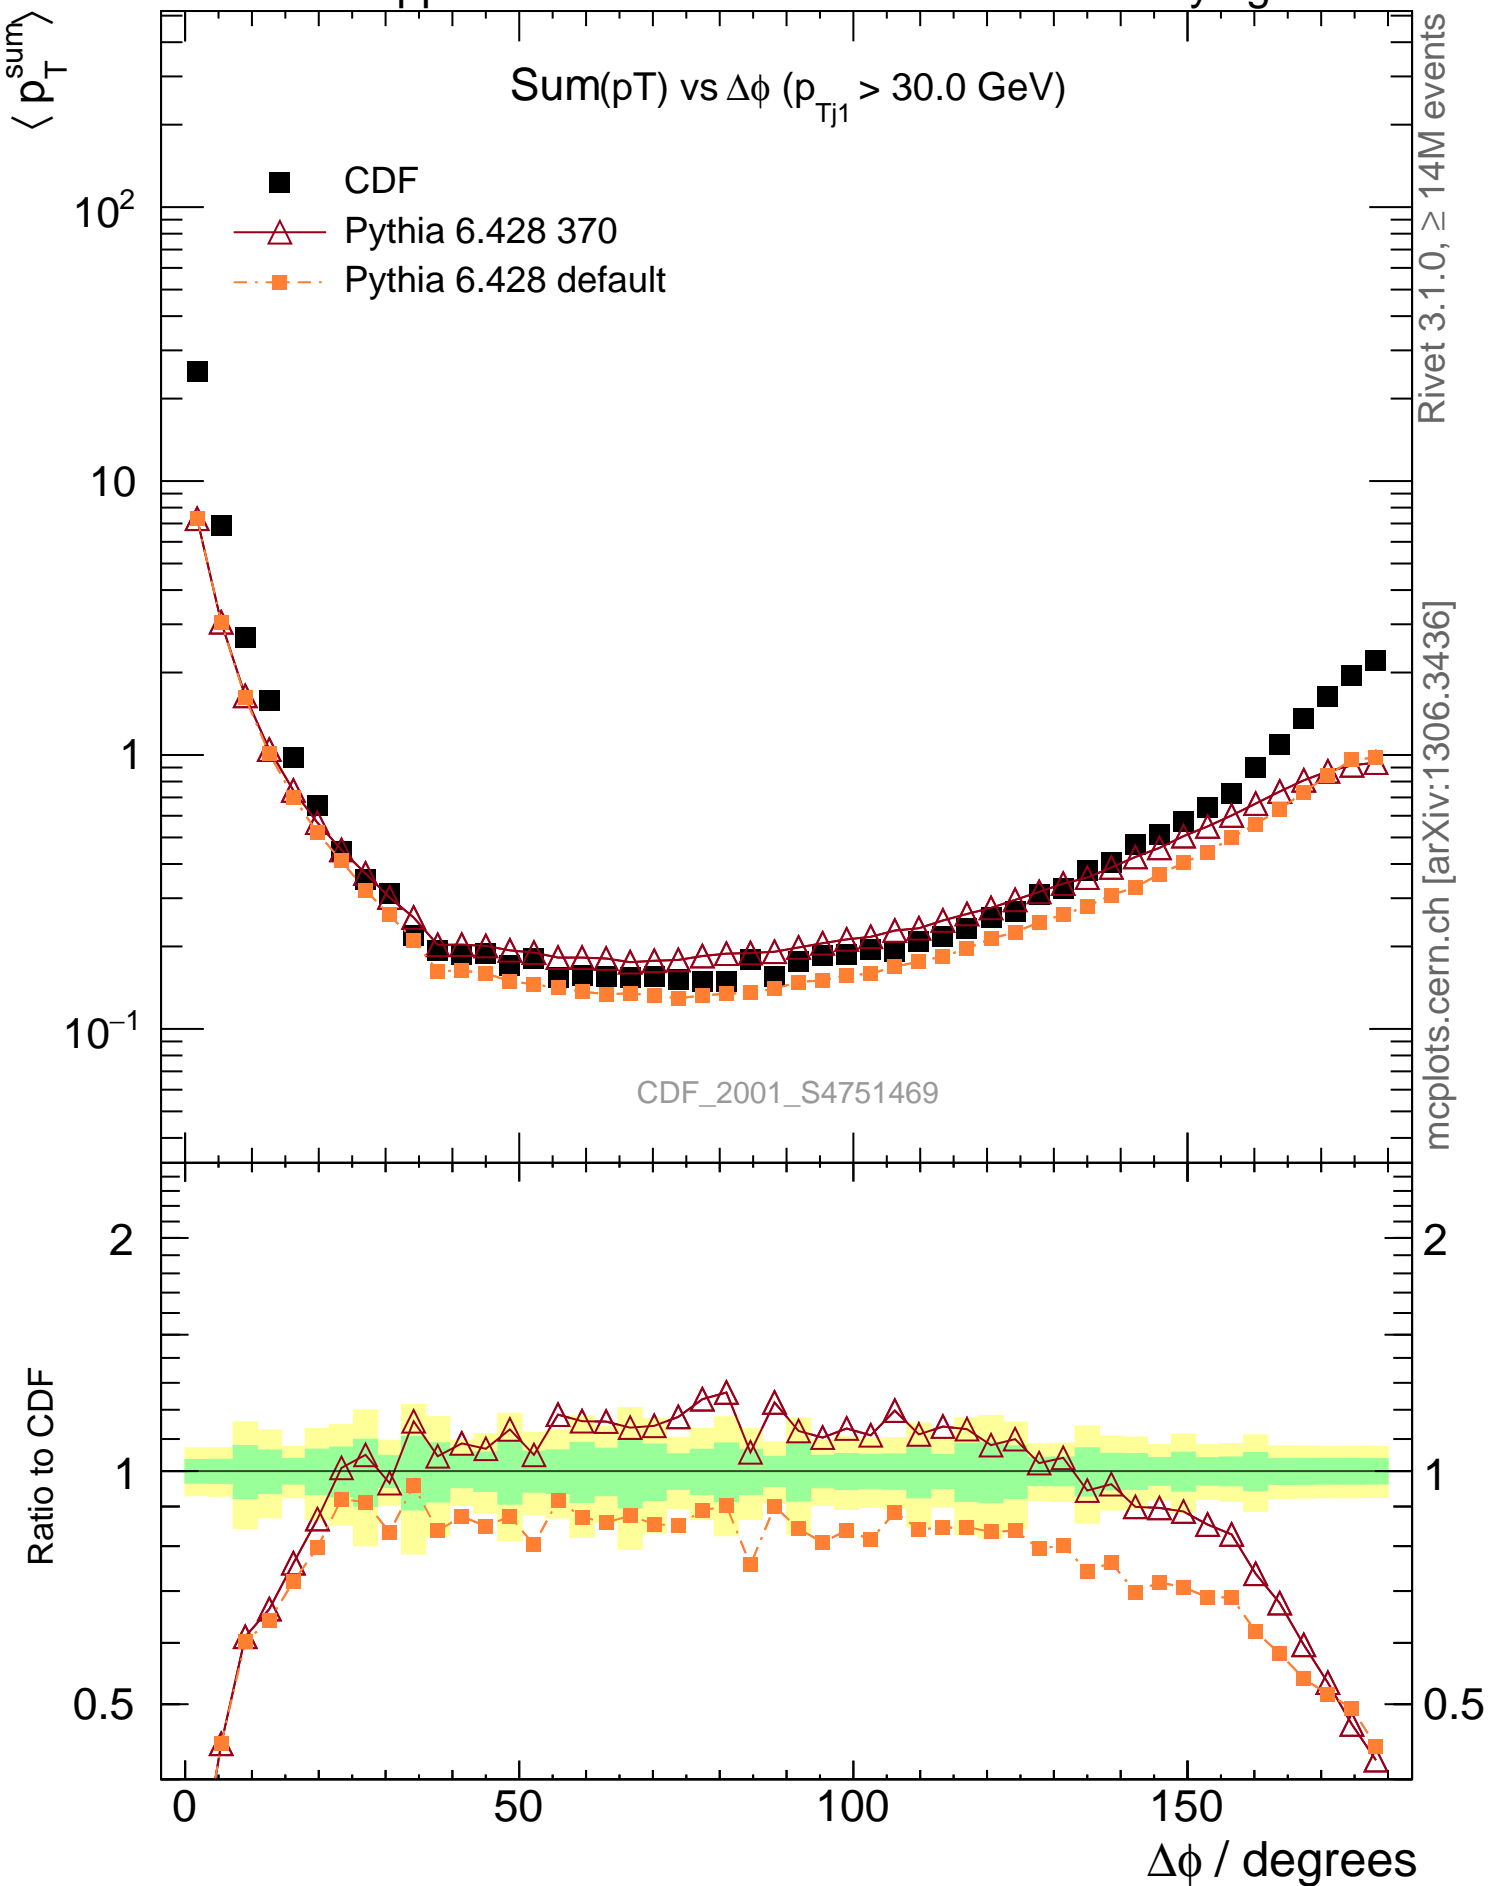 ⟨ p_T^sum ⟩
Sum(pT) vs Δϕ (p_Tj1 > 30.0 GeV)
CDF
Pythia 6.428 370
Pythia 6.428 default
10²
10
1
10⁻¹
CDF_2001_S4751469
Rivet 3.1.0, ≥ 14M events
mcplots.cern.ch [arXiv:1306.3436]
Ratio to CDF
2
1
0.5
2
1
0.5
0 50 100 150
Δϕ / degrees